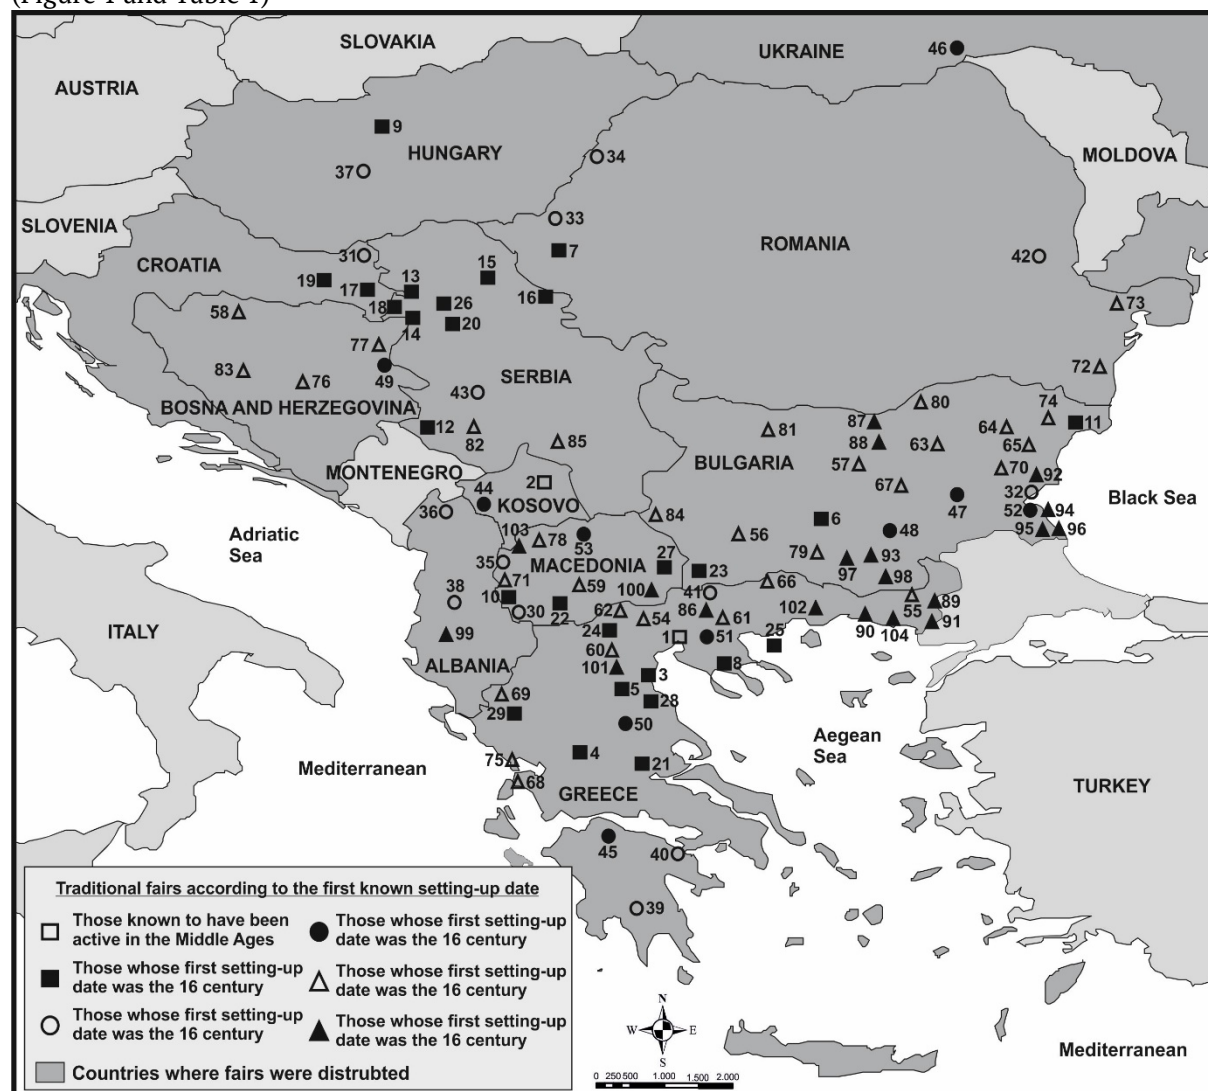 (Figure 1 and Table 1)
SLOVAKIA
UKRAINE
46
AUSTRIA
9
HUNGARY
34
MOLDOVA
37
SLOVENIA
33
ROMANIA
7
CROATIA
31
42
15
19
17
13
16
18
26
73
58
14
20
77
83
76
49
SERBIA
43
72
80
74
BOSNA AND HERZEGOVINA
12
82
85
81
87
88
63
64
65
11
MONTENEGRO
BULGARIA
57
70
92
2
67
32
Black Sea
KOSOVO
44
36
47
52
94
95
96
Adriatic
Sea
103
78
53
84
6
48
56
79
97
93
98
35
MACEDONIA
27
23
71
59
100
41
66
38
10
30
22
62
54
86
61
102
55
89
90
104
91
ITALY
99
24
1
51
25
60
8
ALBANIA
101
3
69
5
28
29
50
Aegean
Sea
4
Mediterranean
75
21
TURKEY
68
GREECE
45
40
39
Traditional fairs according to the first known setting-up date
Those known to have been
active in the Middle Ages
Those whose first setting-up
date was the 16 century
Those whose first setting-up
date was the 16 century
Those whose first setting-up
date was the 16 century
Those whose first setting-up
date was the 16 century
Those whose first setting-up
date was the 16 century
Countries where fairs were distrubted
N
W
E
S
0 250 500 1.000 1.500 2.000
Mediterranean